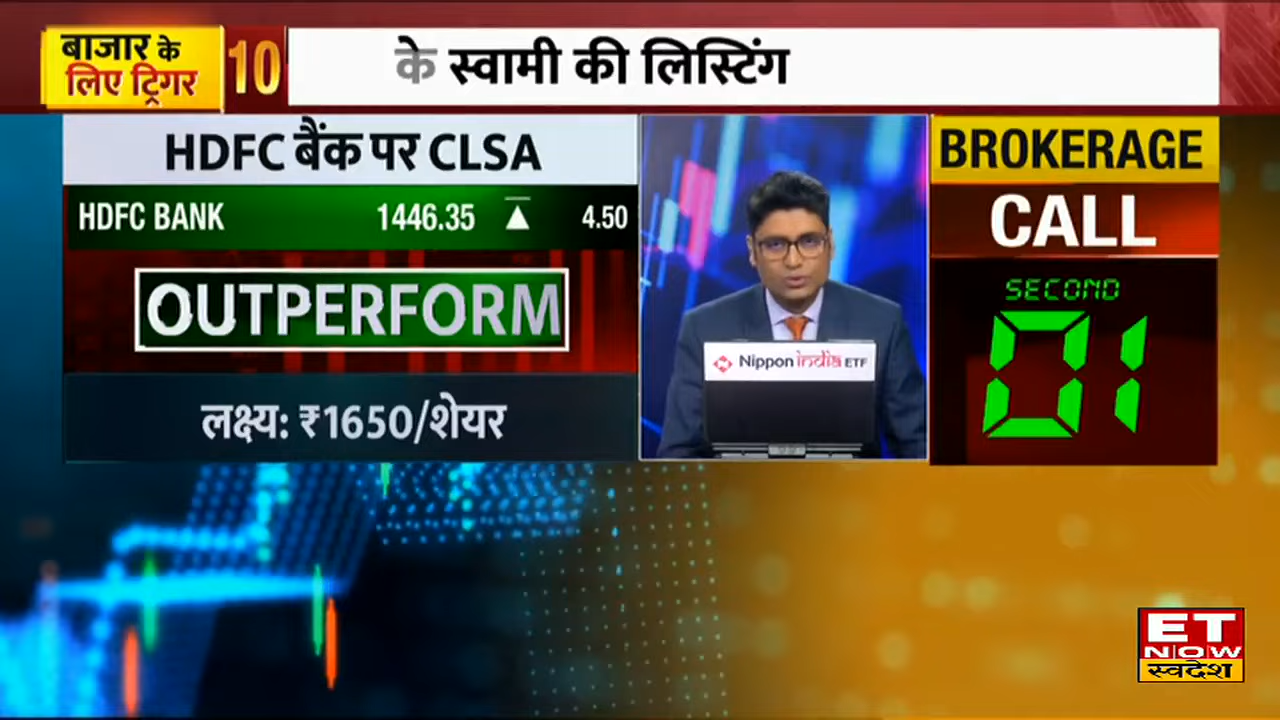 बाजार के
लिए ट्रिगर
10
के स्वामी की लिस्टिंग
HDFC बैंक पर CLSA
HDFC BANK 1446.35 4.50
OUTPERFORM
लक्ष्य: ₹1650/शेयर
Nippon india ETF
BROKERAGE
CALL
SECOND
01
ET
NOW
स्वदेश